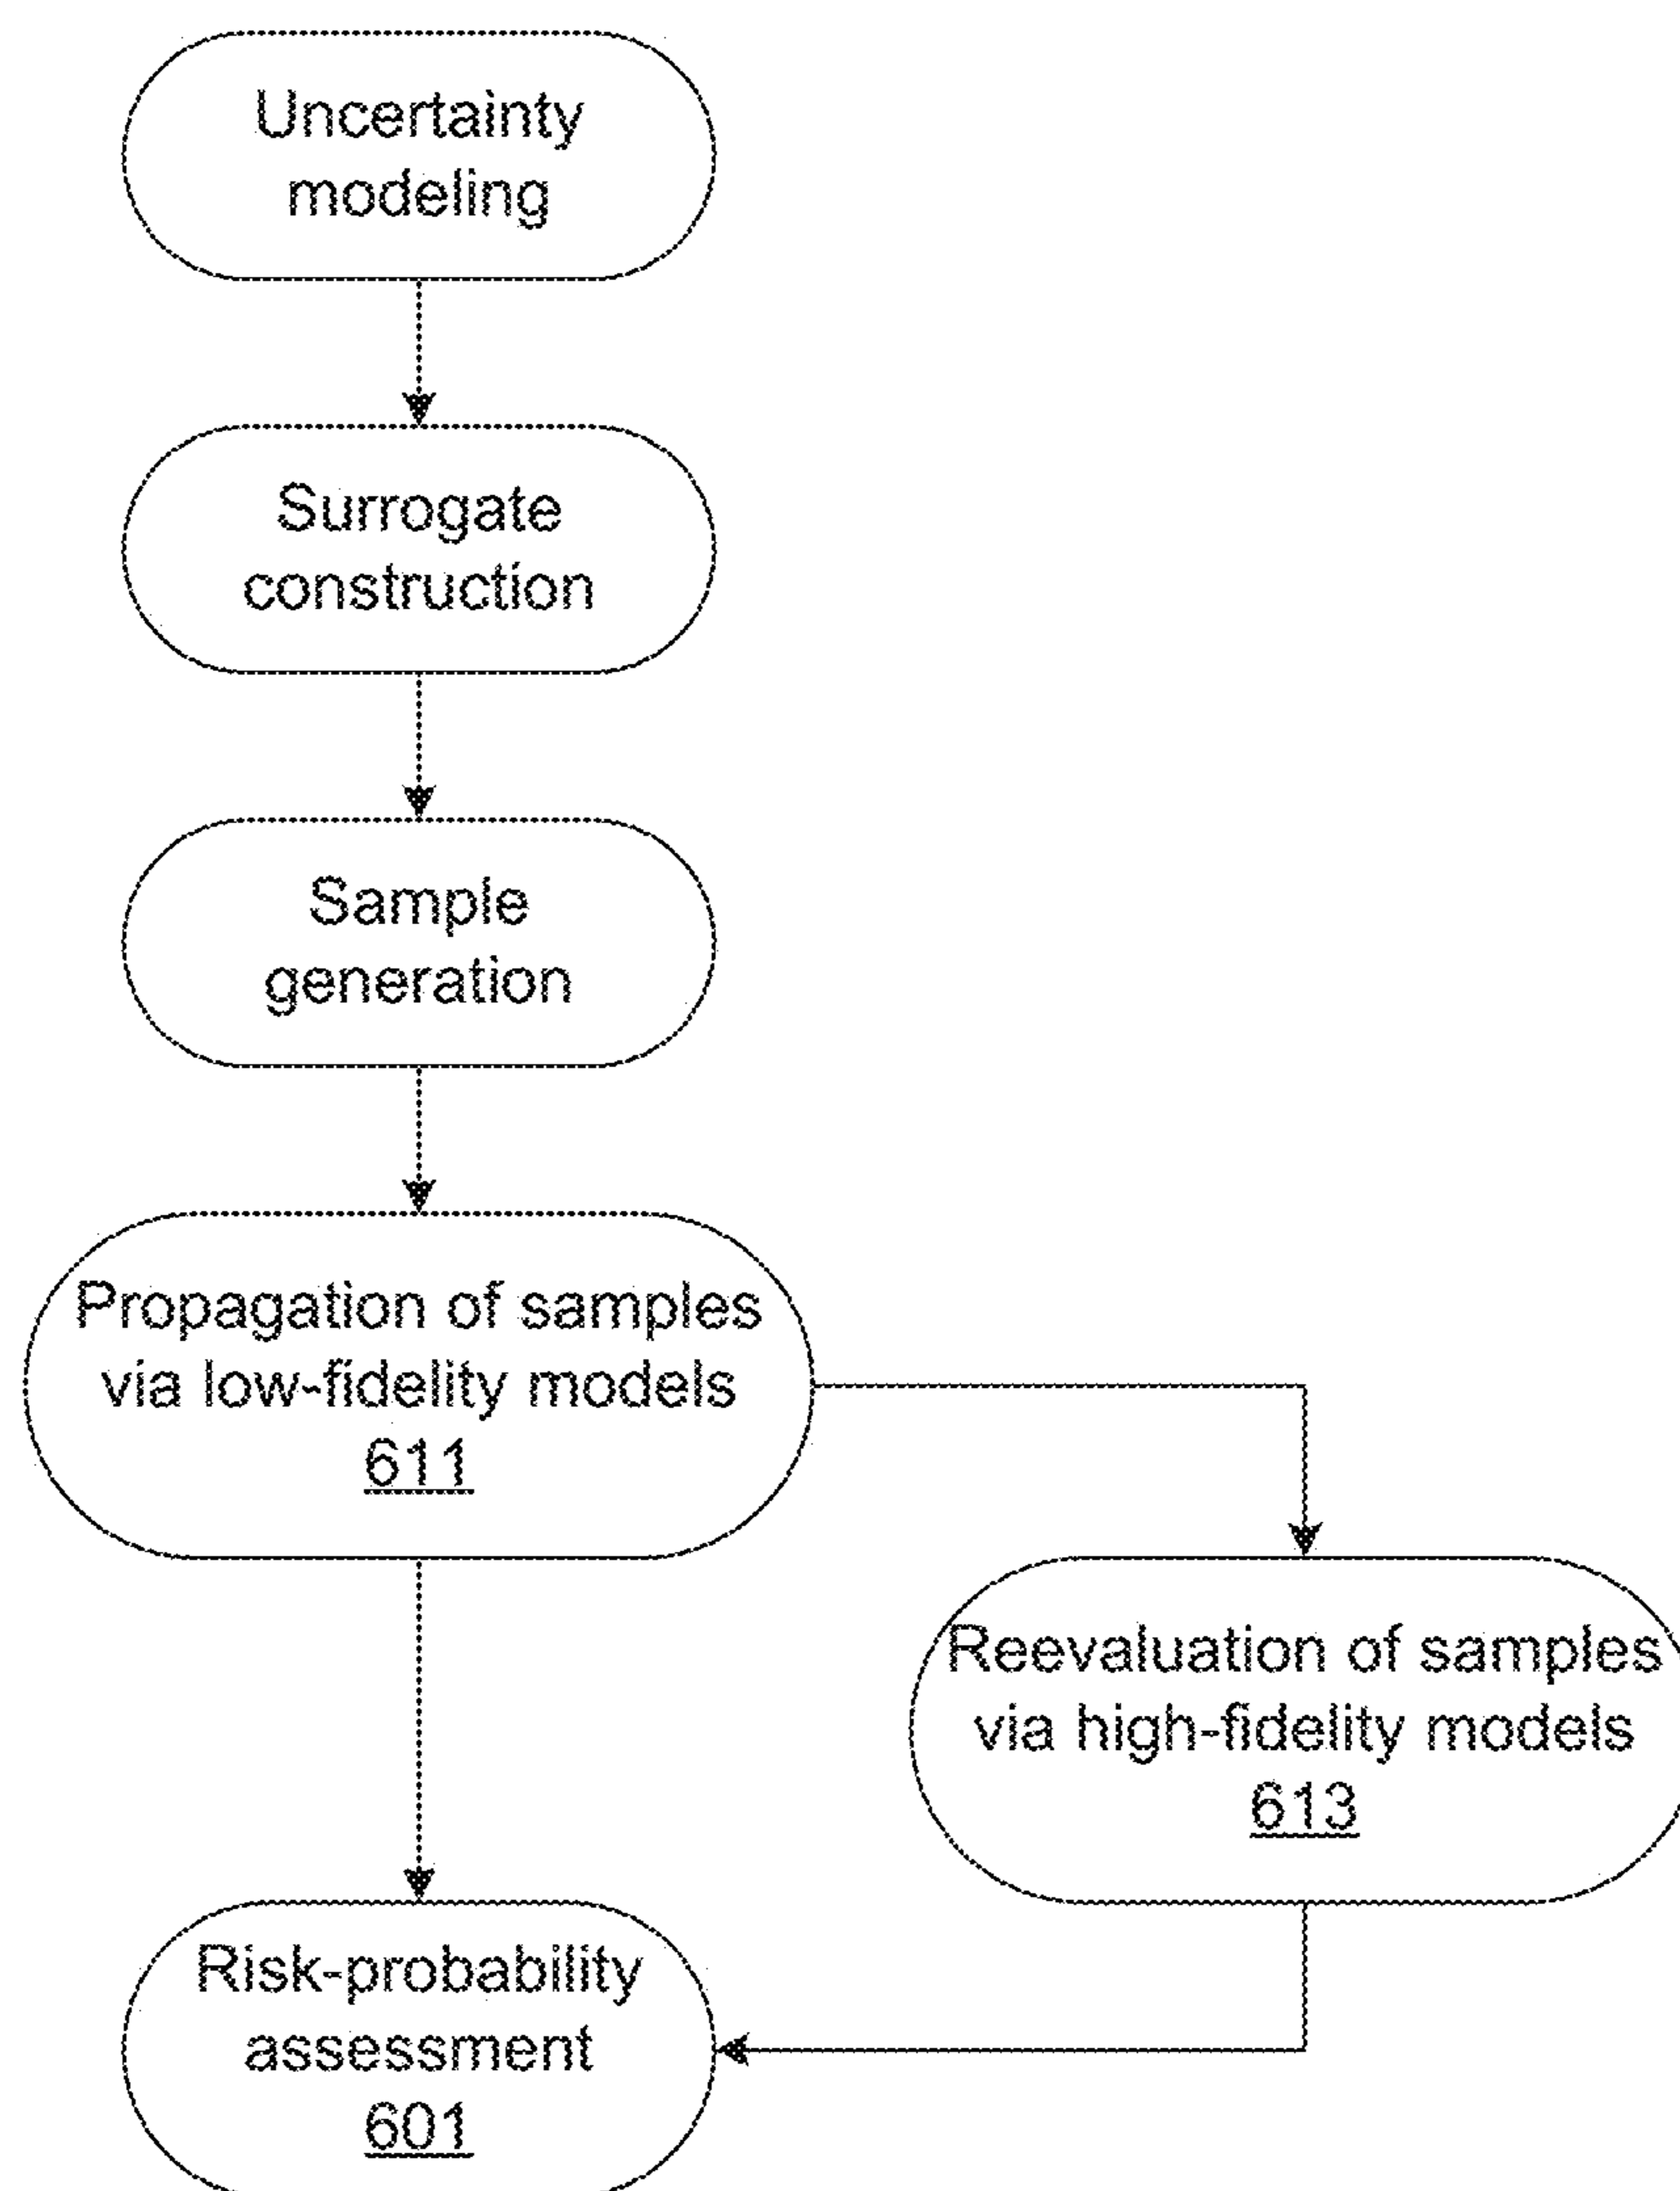 Uncertainty
modeling
Surrogate
construction
Sample
generation
Propagation of samples
via low-fidelity models
611
Reevaluation of samples
via high-fidelity models
613
Risk-probability
assessment
601